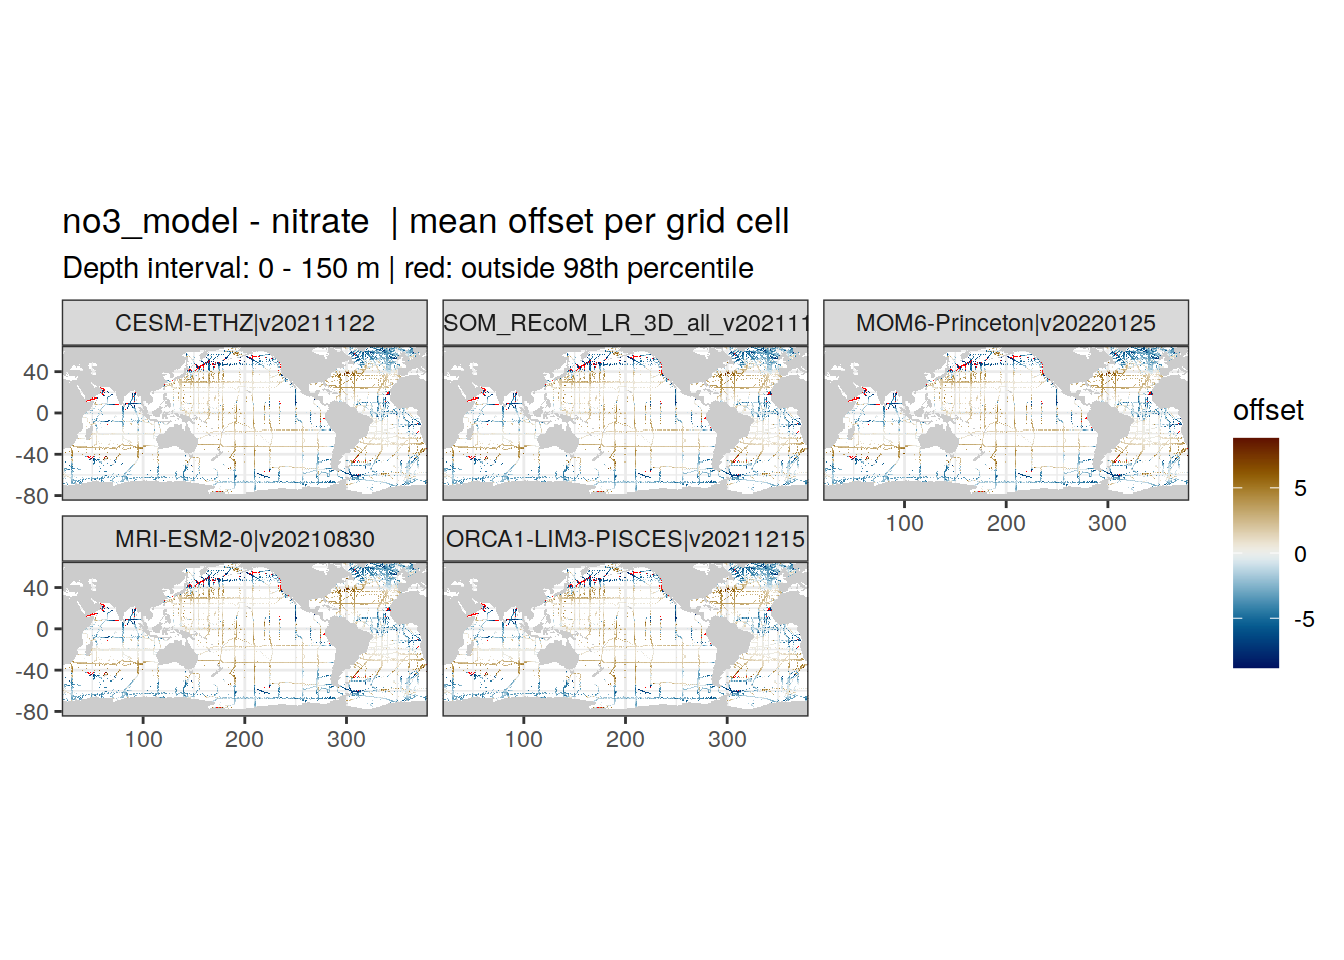 no3_model - nitrate | mean offset per grid cell
Depth interval: 0 - 150 m | red: outside 98th percentile
CESM-ETHZ|v20211122
SOM_REcoM_LR_3D_all_v202111
MOM6-Princeton|v20220125
40
0
-40
-80
100
200
300
MRI-ESM2-0|v20210830
ORCA1-LIM3-PISCES|v20211215
40
0
-40
-80
100
200
300
100
200
300
offset
5
0
-5